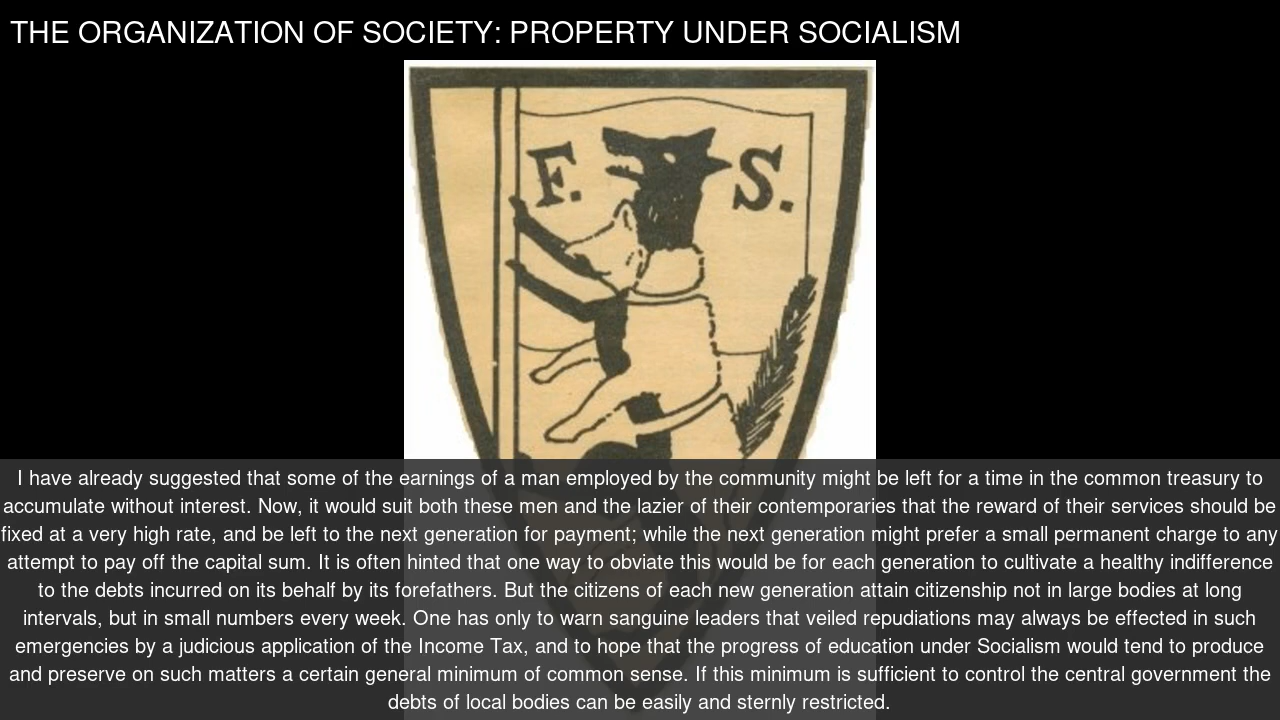 THE ORGANIZATION OF SOCIETY: PROPERTY UNDER SOCIALISM
F. S.
I have already suggested that some of the earnings of a man employed by the community might be left for a time in the common treasury to
accumulate without interest. Now, it would suit both these men and the lazier of their contemporaries that the reward of their services should be
fixed at a very high rate, and be left to the next generation for payment; while the next generation might prefer a small permanent charge to any
attempt to pay off the capital sum. It is often hinted that one way to obviate this would be for each generation to cultivate a healthy indifference
to the debts incurred on its behalf by its forefathers. But the citizens of each new generation attain citizenship not in large bodies at long
intervals, but in small numbers every week. One has only to warn sanguine leaders that veiled repudiations may always be effected in such
emergencies by a judicious application of the Income Tax, and to hope that the progress of education under Socialism would tend to produce
and preserve on such matters a certain general minimum of common sense. If this minimum is sufficient to control the central government the
debts of local bodies can be easily and sternly restricted.